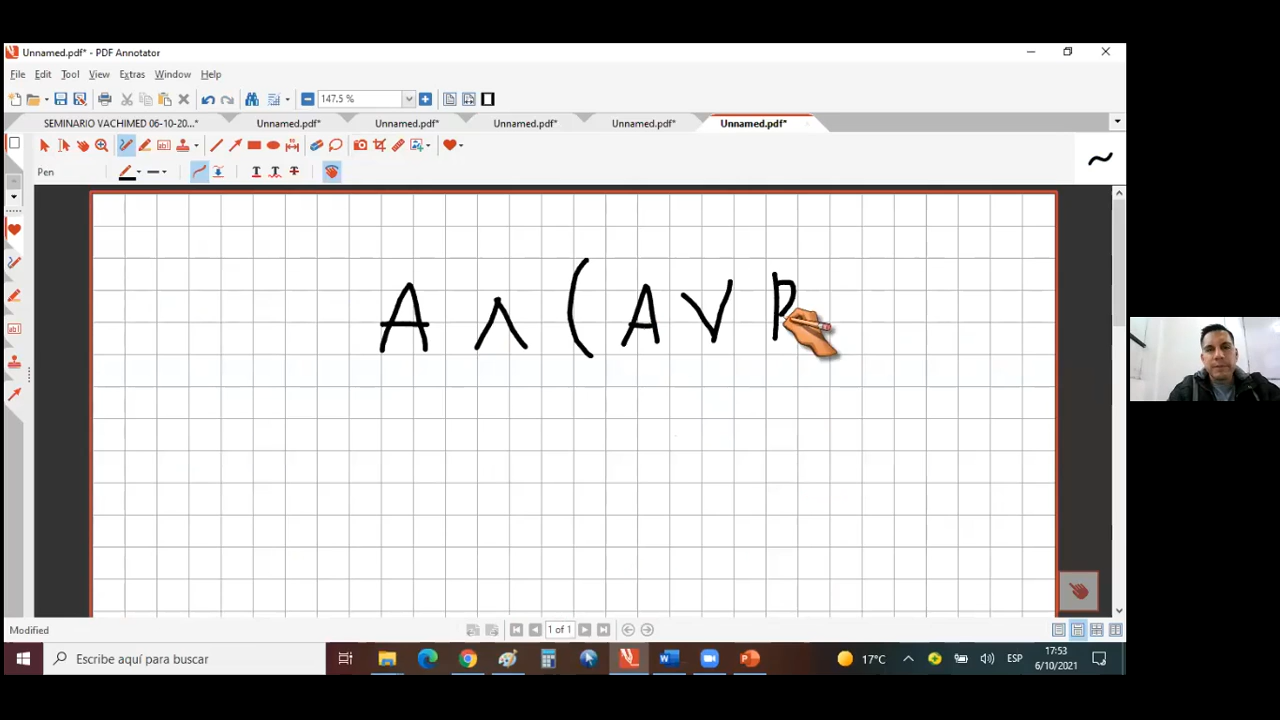 Unnamed.pdf* - PDF Annotator
File Edit Tool View Extras Window Help
147.5 %
SEMINARIO VACHIMED 06-10-20...* Unnamed.pdf* Unnamed.pdf* Unnamed.pdf* Unnamed.pdf* Unnamed.pdf*
Pen
A ∧ ( A ∨
Modified
1 of 1
Escribe aquí para buscar
17°C
ESP
17:53
6/10/2021